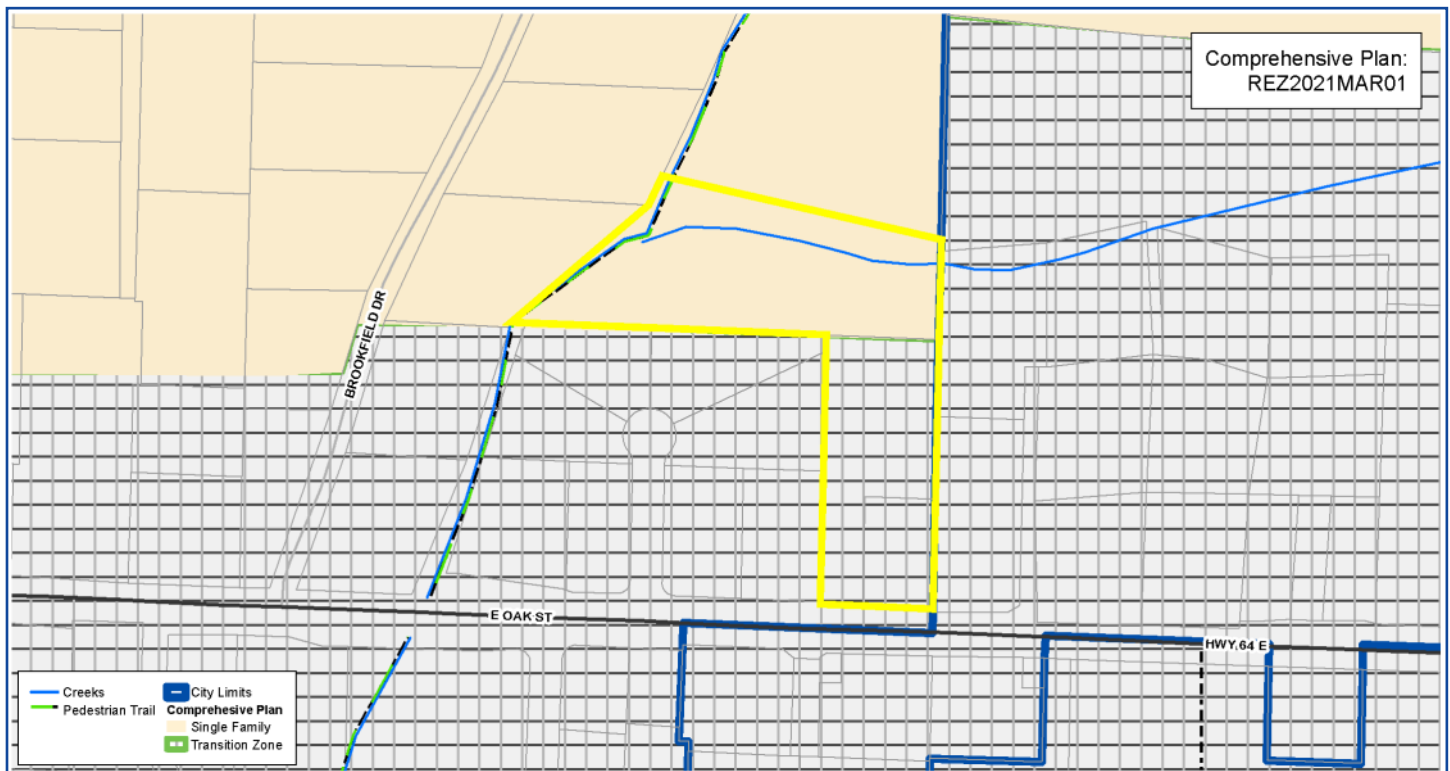 Comprehensive Plan:
REZ2021MAR01
BROOKFIELD DR
E OAK ST
HWY 64 E
Creeks
City Limits
Pedestrian Trail
Comprehesive Plan
Single Family
Transition Zone